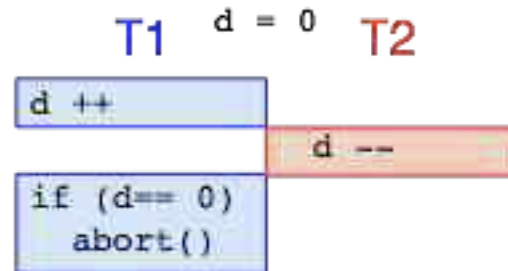 T1 d = 0 T2
d ++
d --
if (d== 0)
abort()